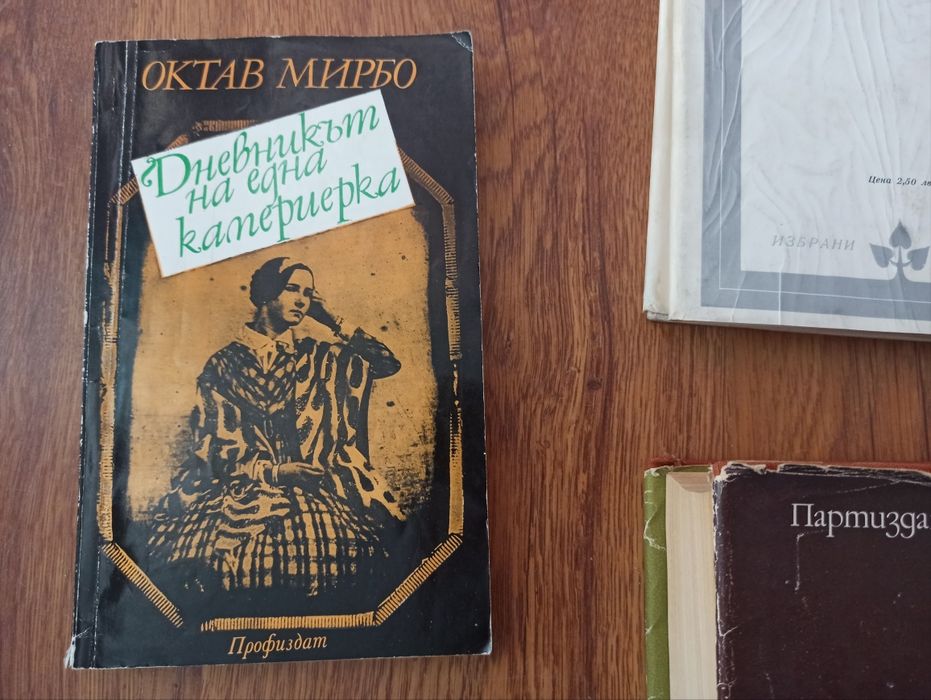 ОКТАВ МИРБО
Дневникът
на една
камериерка
Профиздат
Цена 2,50 лв
ИЗБРАНИ
Партизда